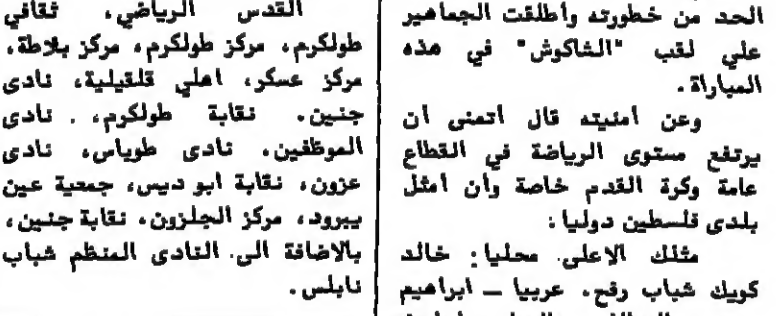 الحد من خطورته واطلقت الجماهير
علي لقب "الشاكوش" في هذه
المباراة.
وعن امنيته قال اتمنى ان
يرتفع مستوى الرياضة في القطاع
عامة وكرة القدم خاصة وان امثل
بلدى فلسطين دوليا :
مثلك الاعلى. محليا : خالد
كويك شباب رفح. عربيا _ ابراهيم
القدس الرياضي، ثقافي
طولكرم، مركز طولكرم، مركز بلاطة،
مركز عسكر، اهلي قلقيلية، نادى
جنين. نقابة طولكرم، . نادى
الموظفين. نادى طوباس، نادى
عزون، نقابة ابو ديس، جمعية عين
يبرود، مركز الجلزون. نقابة جنين،
بالاضافة الى. النادى المنظم شباب
نابلس.